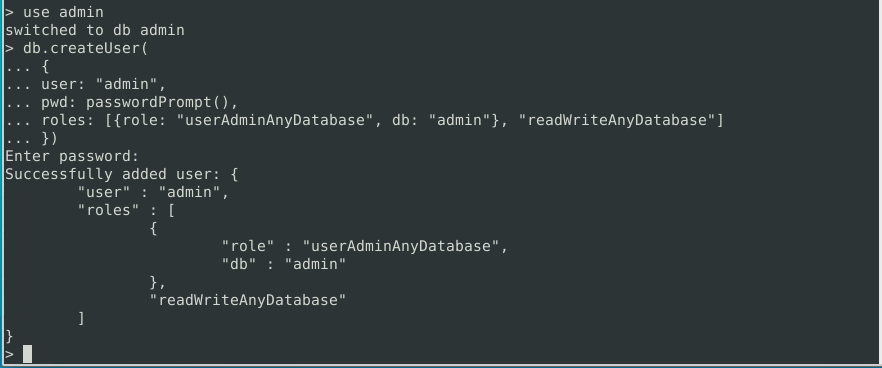 > use admin
switched to db admin
> db.createUser(
... {
... user: "admin",
... pwd: passwordPrompt(),
... roles: [{role: "userAdminAnyDatabase", db: "admin"}, "readWriteAnyDatabase"]
... })
Enter password:
Successfully added user: {
        "user" : "admin",
        "roles" : [
                {
                        "role" : "userAdminAnyDatabase",
                        "db" : "admin"
                },
                "readWriteAnyDatabase"
        ]
}
>